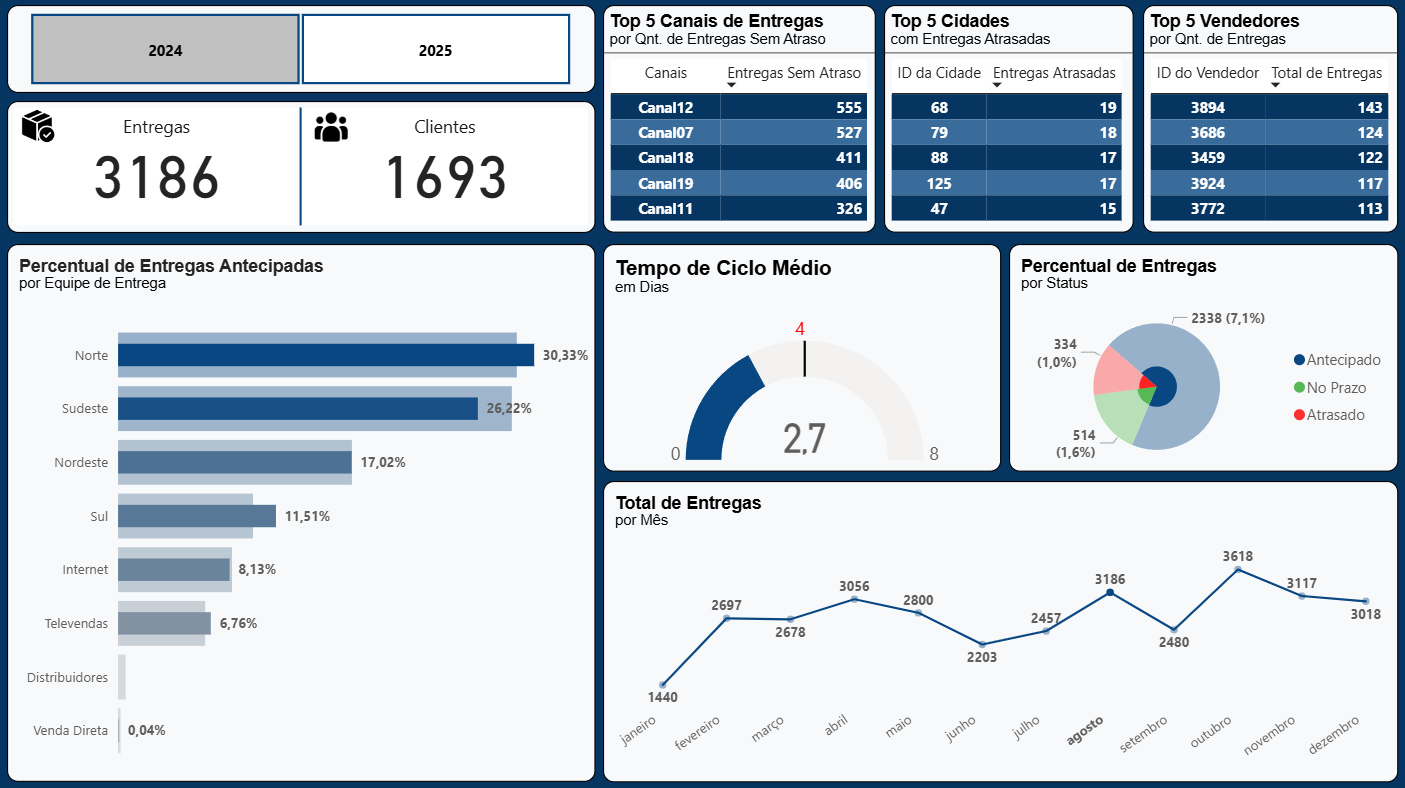 2024
2025
Entregas
3186
Clientes
1693
Top 5 Canais de Entregas
por Qnt. de Entregas Sem Atraso
Canais Entregas Sem Atraso
Canal12 555
Canal07 527
Canal18 411
Canal19 406
Canal11 326
Top 5 Cidades
com Entregas Atrasadas
ID da Cidade Entregas Atrasadas
68 19
79 18
88 17
125 17
47 15
Top 5 Vendedores
por Qnt. de Entregas
ID do Vendedor Total de Entregas
3894 143
3686 124
3459 122
3924 117
3772 113
Percentual de Entregas Antecipadas
por Equipe de Entrega
Norte 30,33%
Sudeste 26,22%
Nordeste 17,02%
Sul 11,51%
Internet 8,13%
Televendas 6,76%
Distribuidores
Venda Direta 0,04%
Tempo de Ciclo Médio
em Dias
4
2,7
0
8
Percentual de Entregas
por Status
2338 (7,1%)
334
(1,0%)
514
(1,6%)
Antecipado
No Prazo
Atrasado
Total de Entregas
por Mês
1440
2697
2678
3056
2800
2203
2457
3186
2480
3618
3117
3018
janeiro
fevereiro
março
abril
maio
junho
julho
agosto
setembro
outubro
novembro
dezembro